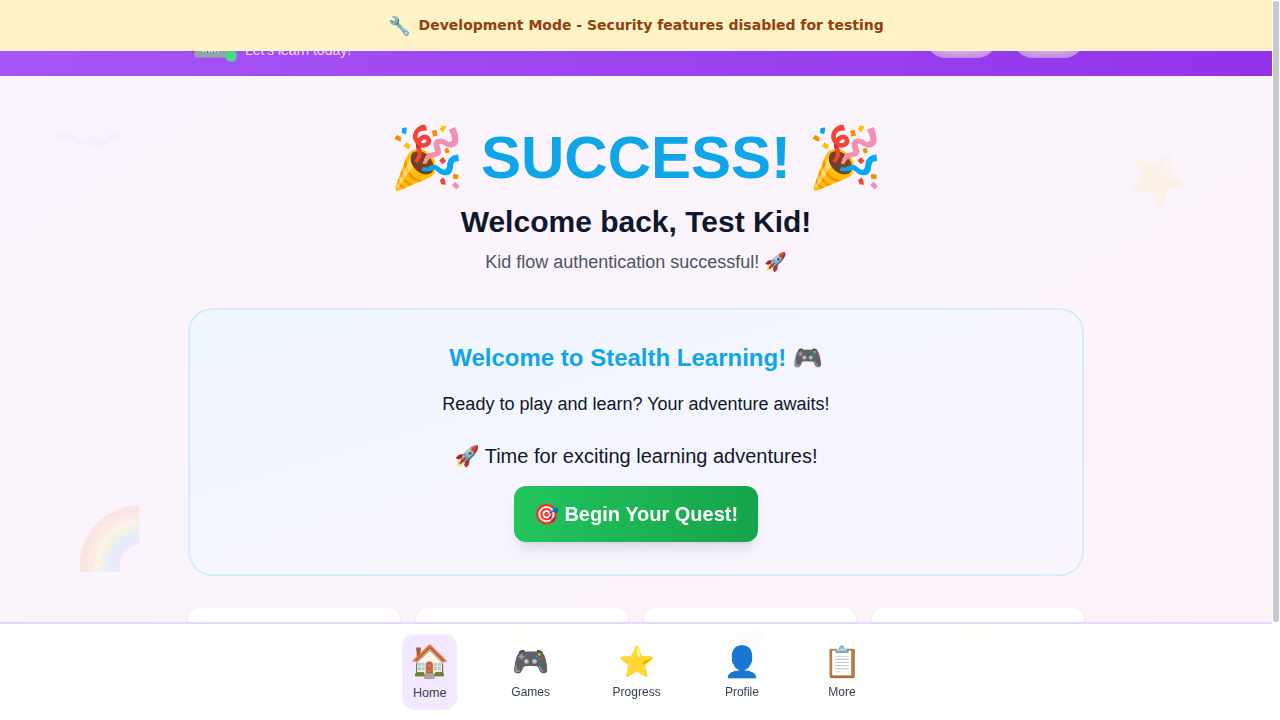 Development Mode - Security features disabled for testing
Let's learn today!
SUCCESS!
Welcome back, Test Kid!
Kid flow authentication successful!
Welcome to Stealth Learning!
Ready to play and learn? Your adventure awaits!
Time for exciting learning adventures!
Begin Your Quest!
Home
Games
Progress
Profile
More